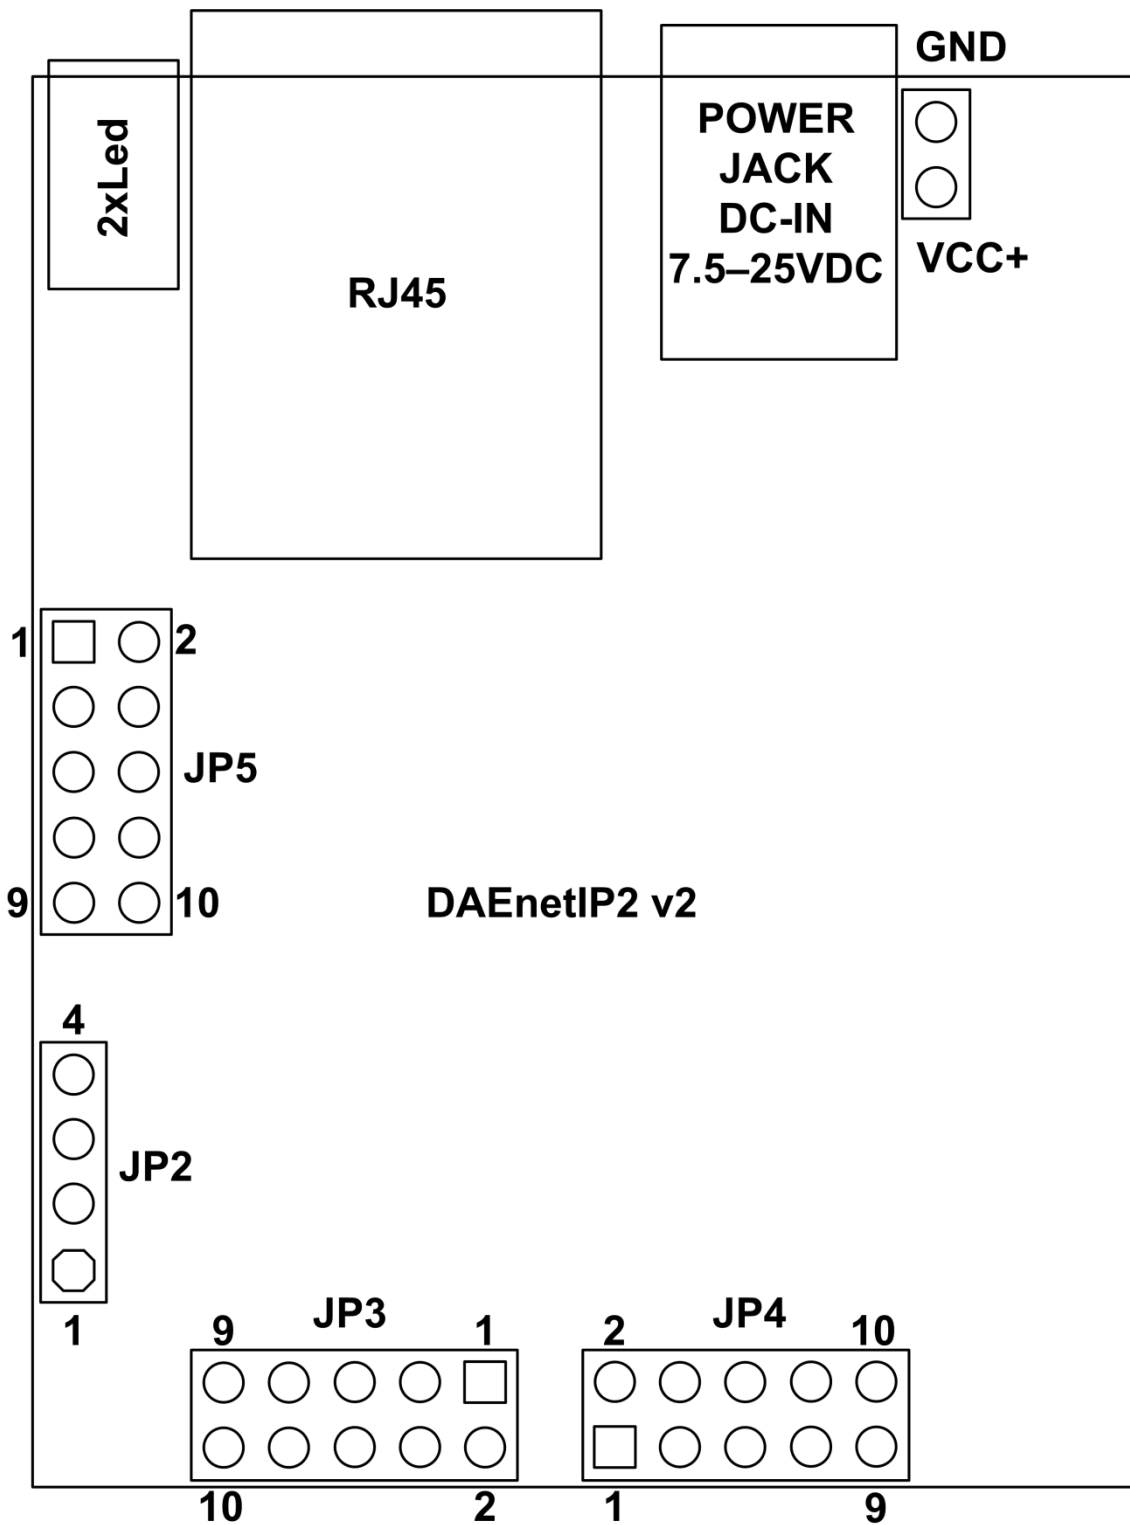 GND
2xLed
RJ45
POWER
JACK
DC-IN
7.5–25VDC
VCC+
1
2
JP5
9
10
DAEnetIP2 v2
4
JP2
1
JP3
9
1
10
2
JP4
2
10
1
9